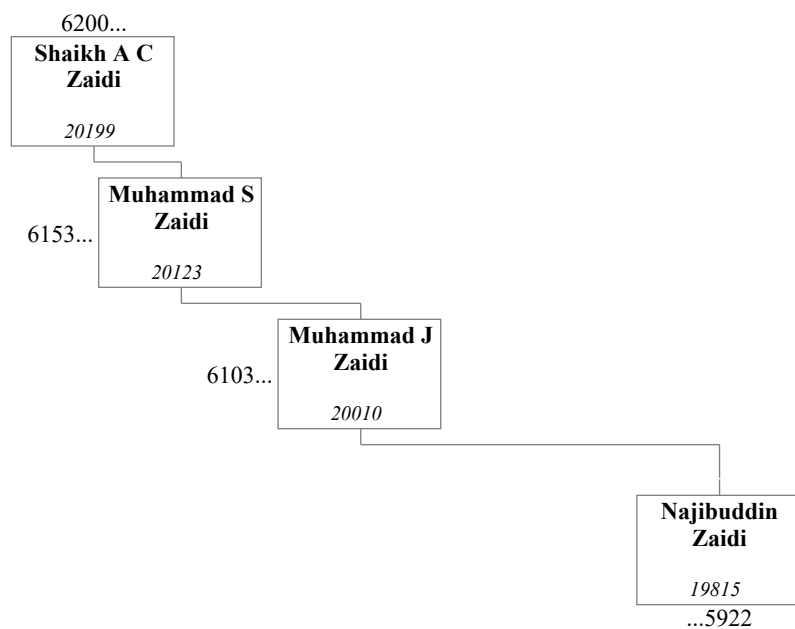 6200...
Shaikh A C
Zaidi
20199
Muhammad S
Zaidi
6153...
20123
Muhammad J
Zaidi
6103...
20010
Najibuddin
Zaidi
19815
...5922